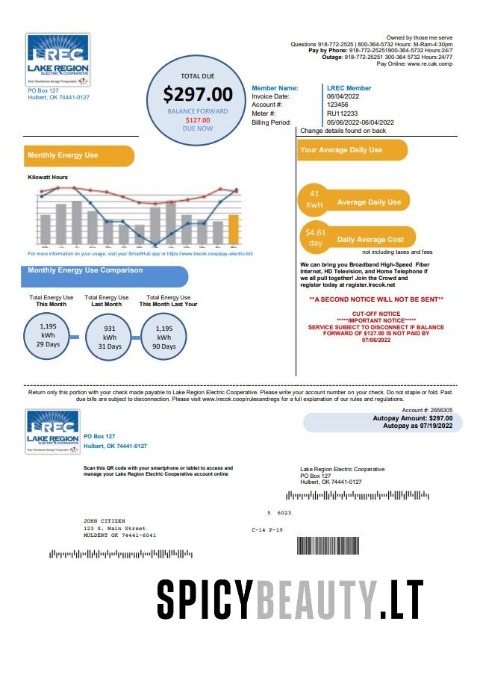 LREC
LAKE REGION
ELECTRIC COOPERATIVE
PO Box 127
Hulbert, OK 74441-0127
TOTAL DUE
$297.00
BALANCE FORWARD
$127.00
DUE NOW
Owned by those me serve
Questions 918-772-2525 | 800-364-5732 Hours: M-Ram-4:30pm
Pay by Phone: 918-772-25251900-364-5732 Hours:24/7
Outage: 918-772-25251 300-364 5732 Hours:24/77
Pay Online: www.re.cak.comp
Member Name: LREC Member
Invoice Date: 06/04/2022
Account #: 123456
Meter #: RU112233
Billing Period: 05/06/2022-06/04/2022
Change details found on back
Monthly Energy Use
Kilowatt Hours
For more information on your usage, visit your SmartHub app or https://www.lrecok.coop/pay-electric-bill
Your Average Daily Use
41
KwH
Average Daily Use
$4.61
day
Daily Average Cost
not including taxes and fees
Monthly Energy Use Comparison
Total Energy Use
This Month
Total Energy Use
Last Month
Total Energy Use
This Month Last Year
1,195
kWh
29 Days
931
kWh
31 Days
1,195
kWh
90 Days
We can bring you Broadband High-Speed Fiber
Internet, HD Television, and Home Telephone if
we all pull together! Join the Crowd and
register today at register.lrecok.net
**A SECOND NOTICE WILL NOT BE SENT**
CUT-OFF NOTICE
*****IMPORTANT NOTICE*****
SERVICE SUBJECT TO DISCONNECT IF BALANCE
FORWARD OF $127.00 IS NOT PAID BY
07/06/2022
Return only this portion with your check made payable to Lake Region Electric Cooperative. Please write your account number on your check. Do not staple or fold. Past
due bills are subject to disconnection. Please visit www.lrecok.coop/rulesandregs for a full explanation of our rules and regulations.
LREC
LAKE REGION
ELECTRIC COOPERATIVE
PO Box 127
Hulbert, OK 74441-0127
Account #: 2656305
Autopay Amount: $297.00
Autopay as 07/19/2022
Scan this QR code with your smartphone or tablet to access and
manage your Lake Region Electric Cooperative account online
Lake Region Electric Cooperative
PO Box 127
Hulbert, OK 74441-0127
5 6023
C-14 P-15
JOHN CITIZEN
123 S. Main Street
MULDERT OK 74441-6041
SPICYBEAUTY.LT